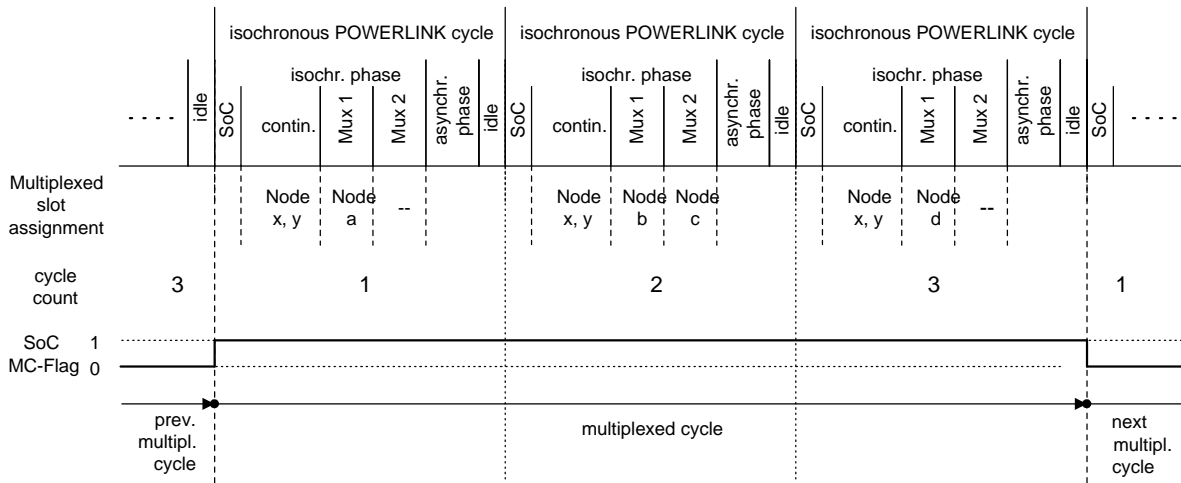 isochronous POWERLINK cycle isochronous POWERLINK cycle isochronous POWERLINK cycle
isochr. phase isochr. phase isochr. phase
. . . . idle SoC contin. Mux 1 Mux 2 asynchr. phase idle SoC contin. Mux 1 Mux 2 asynchr. phase idle SoC contin. Mux 1 Mux 2 asynchr. phase idle SoC . . . .
Multiplexed
slot
assignment
Node Node Node Node Node Node Node
x, y a -- x, y b c x, y d --
cycle
count
3 1 2 3 1
SoC 1
MC-Flag 0
prev.
multipl.
cycle
multiplexed cycle
next
multipl.
cycle